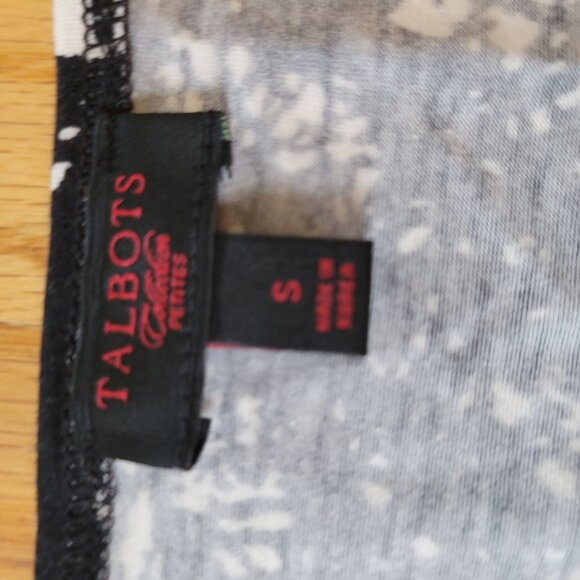 TALBOTS
Collection
PETITES
S
MADE IN
KOREA